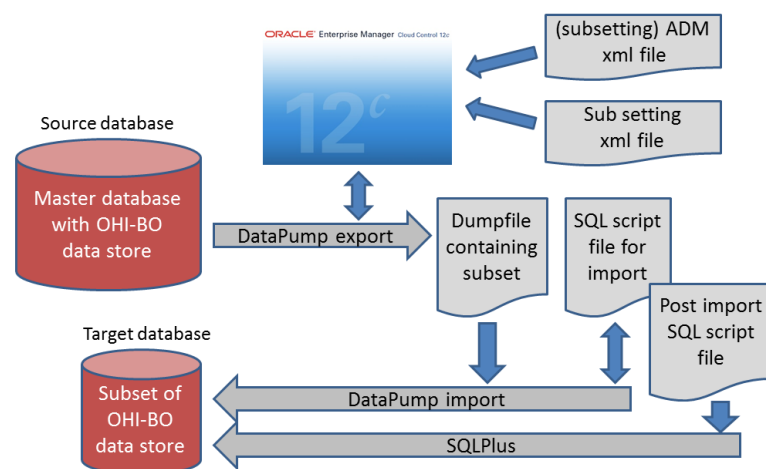 ORACLE Enterprise Manager Cloud Control 12c
12c
(subsetting) ADM
xml file
Sub setting
xml file
Source database
Master database
with OHI-BO
data store
DataPump export
Dumpfile
containing
subset
SQL script
file for
import
Post import
SQL script
file
Target database
Subset of
OHI-BO
data store
DataPump import
SQLPlus